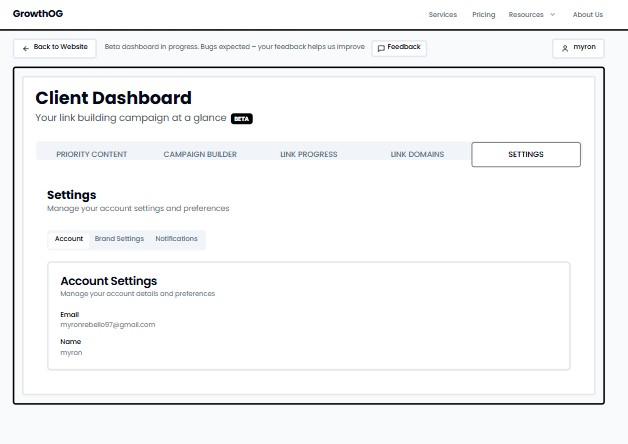 GrowthOG
Services Pricing Resources About Us
Back to Website Beta dashboard in progress. Bugs expected – your feedback helps us improve Feedback myron
Client Dashboard
Your link building campaign at a glance BETA
PRIORITY CONTENT CAMPAIGN BUILDER LINK PROGRESS LINK DOMAINS SETTINGS
Settings
Manage your account settings and preferences
Account Brand Settings Notifications
Account Settings
Manage your account details and preferences
Email
myronrebello97@gmail.com
Name
myron